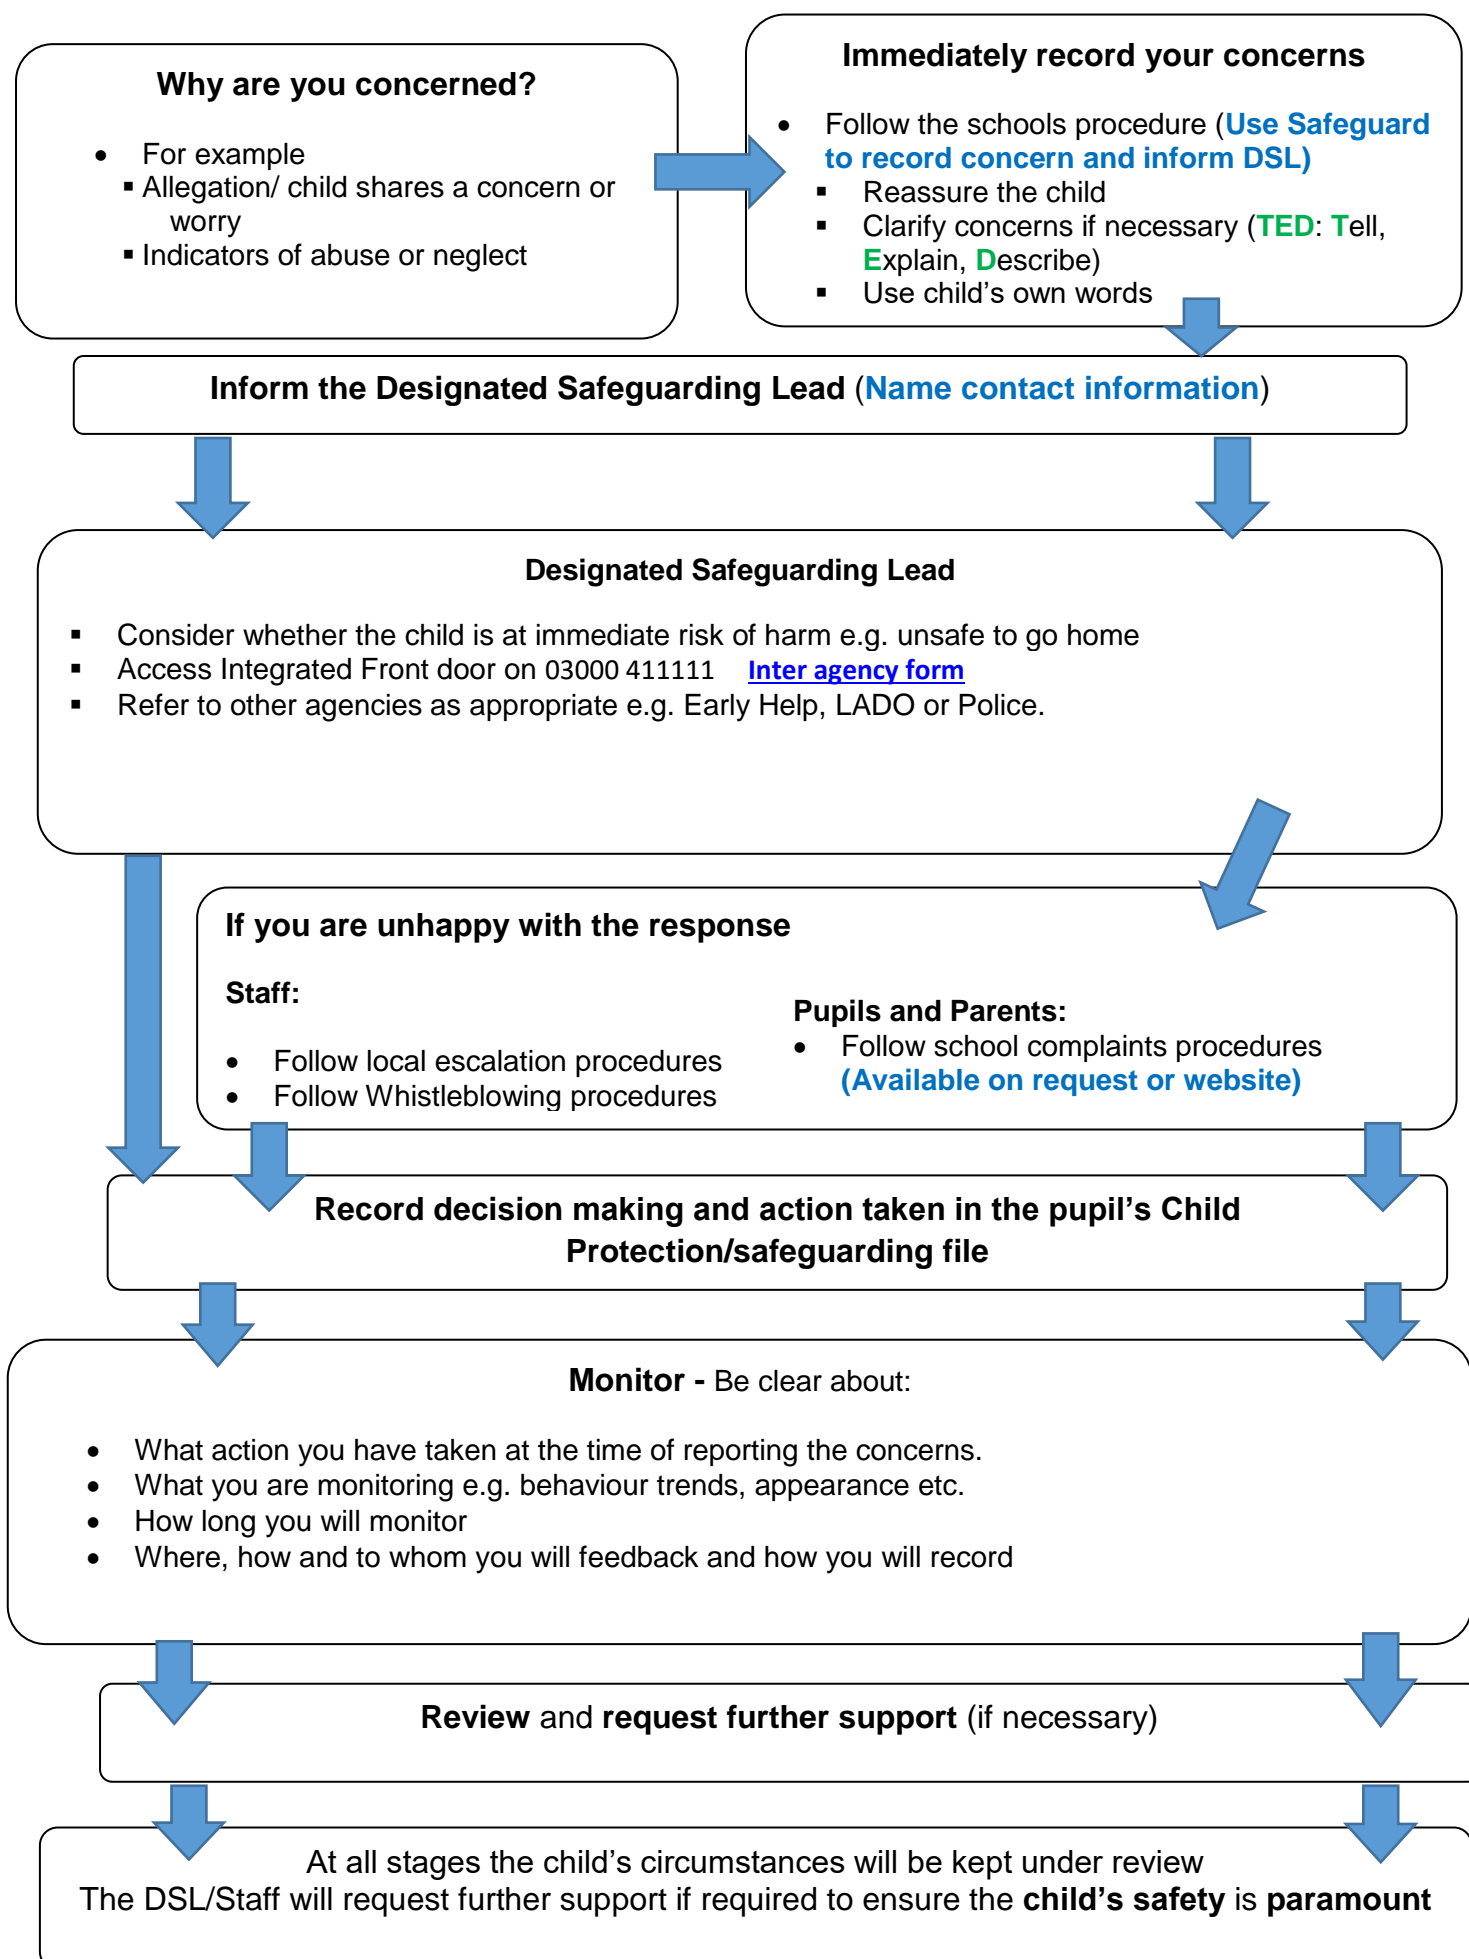 Why are you concerned?
• For example
▪ Allegation/ child shares a concern or
worry
▪ Indicators of abuse or neglect
Immediately record your concerns
• Follow the schools procedure (Use Safeguard
to record concern and inform DSL)
▪ Reassure the child
▪ Clarify concerns if necessary (TED: Tell,
Explain, Describe)
▪ Use child's own words
Inform the Designated Safeguarding Lead (Name contact information)
Designated Safeguarding Lead
▪ Consider whether the child is at immediate risk of harm e.g. unsafe to go home
▪ Access Integrated Front door on 03000 411111 Inter agency form
▪ Refer to other agencies as appropriate e.g. Early Help, LADO or Police.
If you are unhappy with the response
Staff:
• Follow local escalation procedures
• Follow Whistleblowing procedures
Pupils and Parents:
• Follow school complaints procedures
(Available on request or website)
Record decision making and action taken in the pupil's Child
Protection/safeguarding file
Monitor - Be clear about:
• What action you have taken at the time of reporting the concerns.
• What you are monitoring e.g. behaviour trends, appearance etc.
• How long you will monitor
• Where, how and to whom you will feedback and how you will record
Review and request further support (if necessary)
At all stages the child's circumstances will be kept under review
The DSL/Staff will request further support if required to ensure the child's safety is paramount